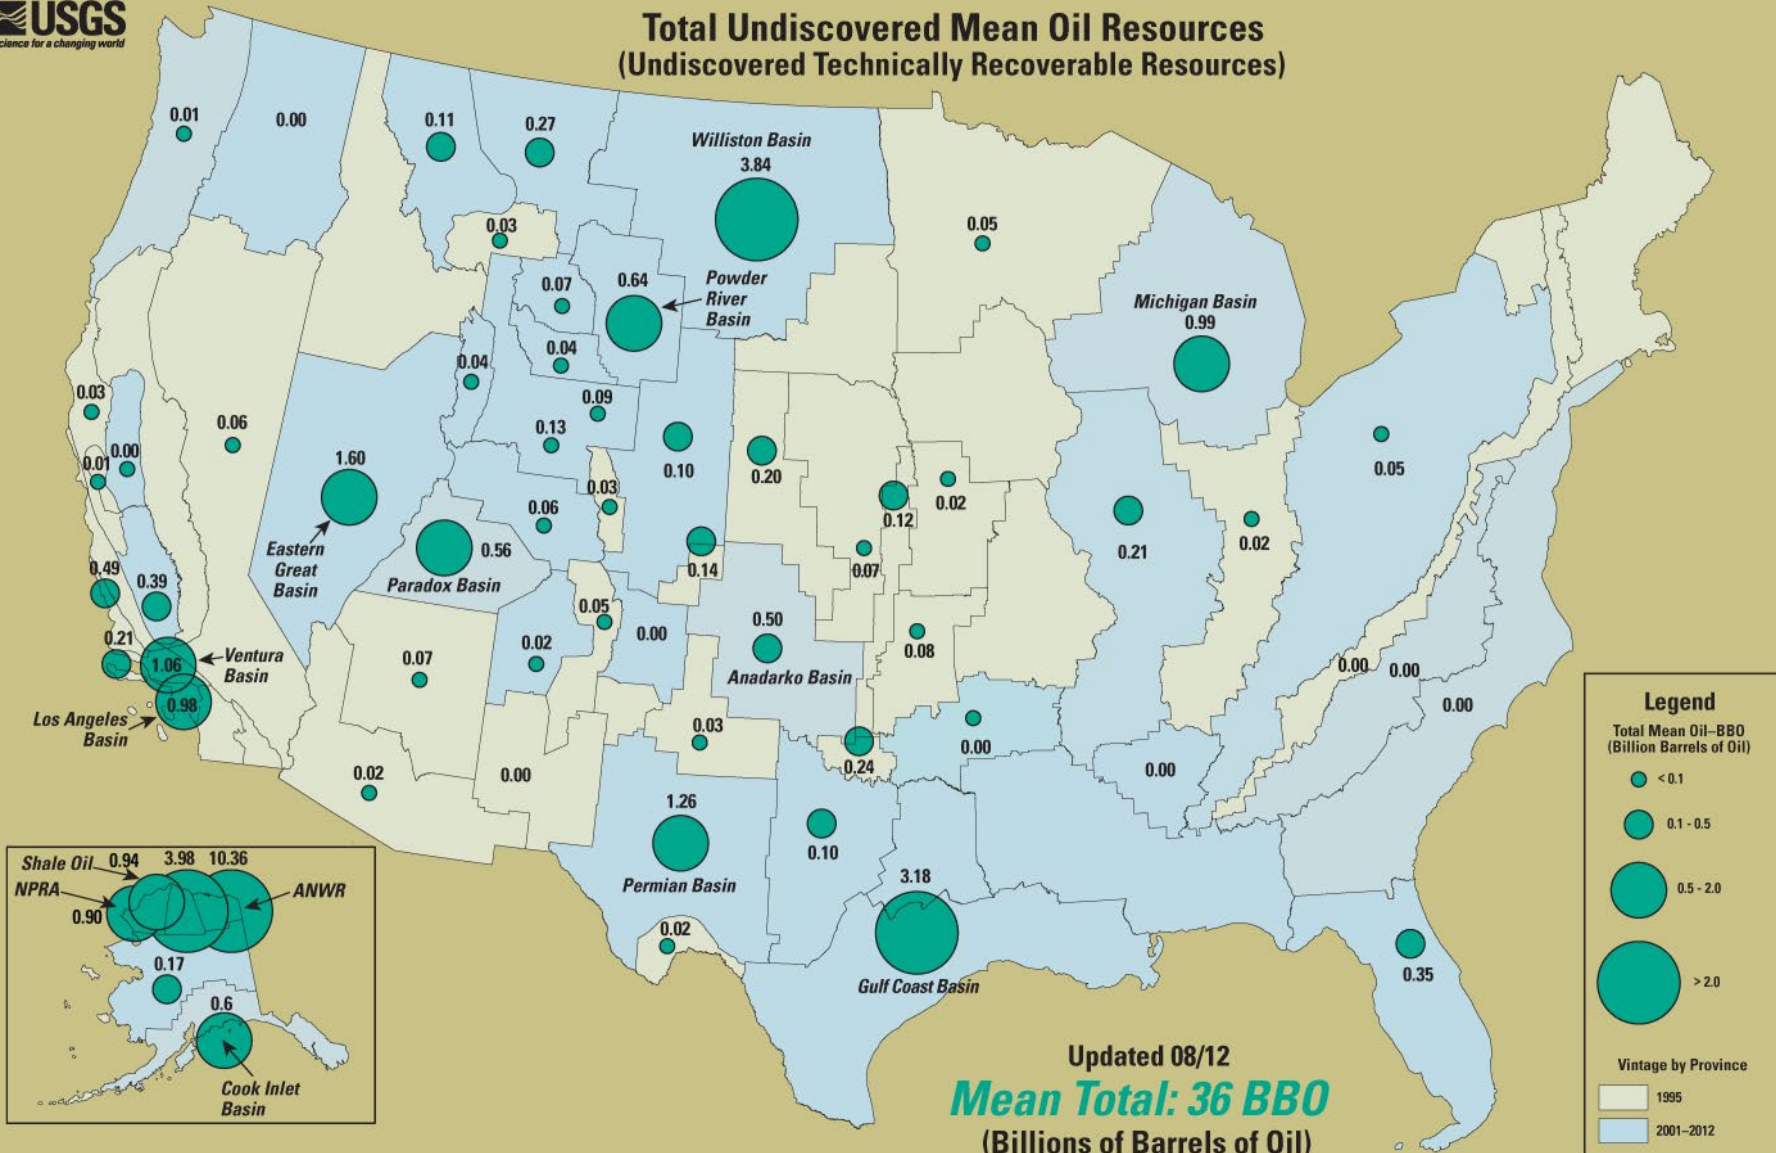 USGS
science for a changing world
Total Undiscovered Mean Oil Resources
(Undiscovered Technically Recoverable Resources)
0.01
0.00
0.11
0.27
Williston Basin
3.84
0.03
0.05
0.07
0.64
Powder
River
Basin
Michigan Basin
0.99
0.04
0.04
0.03
0.09
0.06
0.13
0.00
0.01
1.60
0.10
0.20
0.05
0.03
0.02
0.06
0.12
0.21
0.02
Eastern
Great
Basin
0.56
Paradox Basin
0.14
0.07
0.49
0.39
0.05
0.50
0.21
0.02
0.00
0.08
Ventura
Basin
1.06
0.07
Anadarko Basin
0.00
0.00
0.98
Los Angeles
Basin
0.00
0.03
0.00
0.24
0.02
0.00
0.00
1.26
Permian Basin
0.10
3.18
Gulf Coast Basin
0.02
0.35
Shale Oil
0.94
3.98
10.36
NPRA
ANWR
0.90
0.17
0.6
Cook Inlet
Basin
Updated 08/12
Mean Total: 36 BBO
(Billions of Barrels of Oil)
Legend
Total Mean Oil–BBO
(Billion Barrels of Oil)
< 0.1
0.1 - 0.5
0.5 - 2.0
> 2.0
Vintage by Province
1995
2001–2012